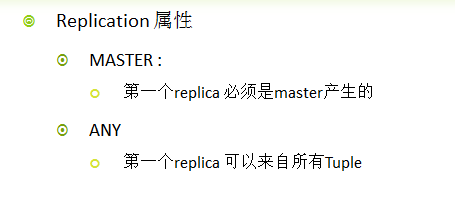 Replication 属性
MASTER :
第一个replica 必须是master产生的
ANY
第一个replica 可以来自所有Tuple